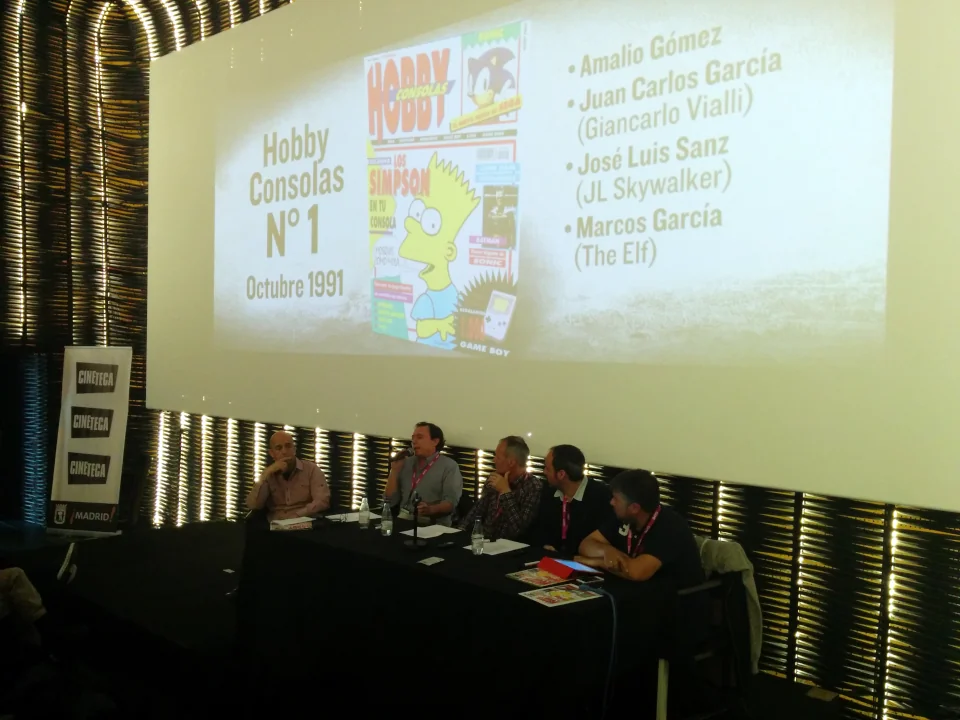 Hobby
Consolas
Nº 1
Octubre 1991
HOBBY
CONSOLAS
LOS
SIMPSON
EN TU
CONSOLA
GAME BOY
• Amalio Gómez
• Juan Carlos García
(Giancarlo Vialli)
• José Luis Sanz
(JL Skywalker)
• Marcos García
(The Elf)
CINETECA
CINETECA
CINETECA
MADRID